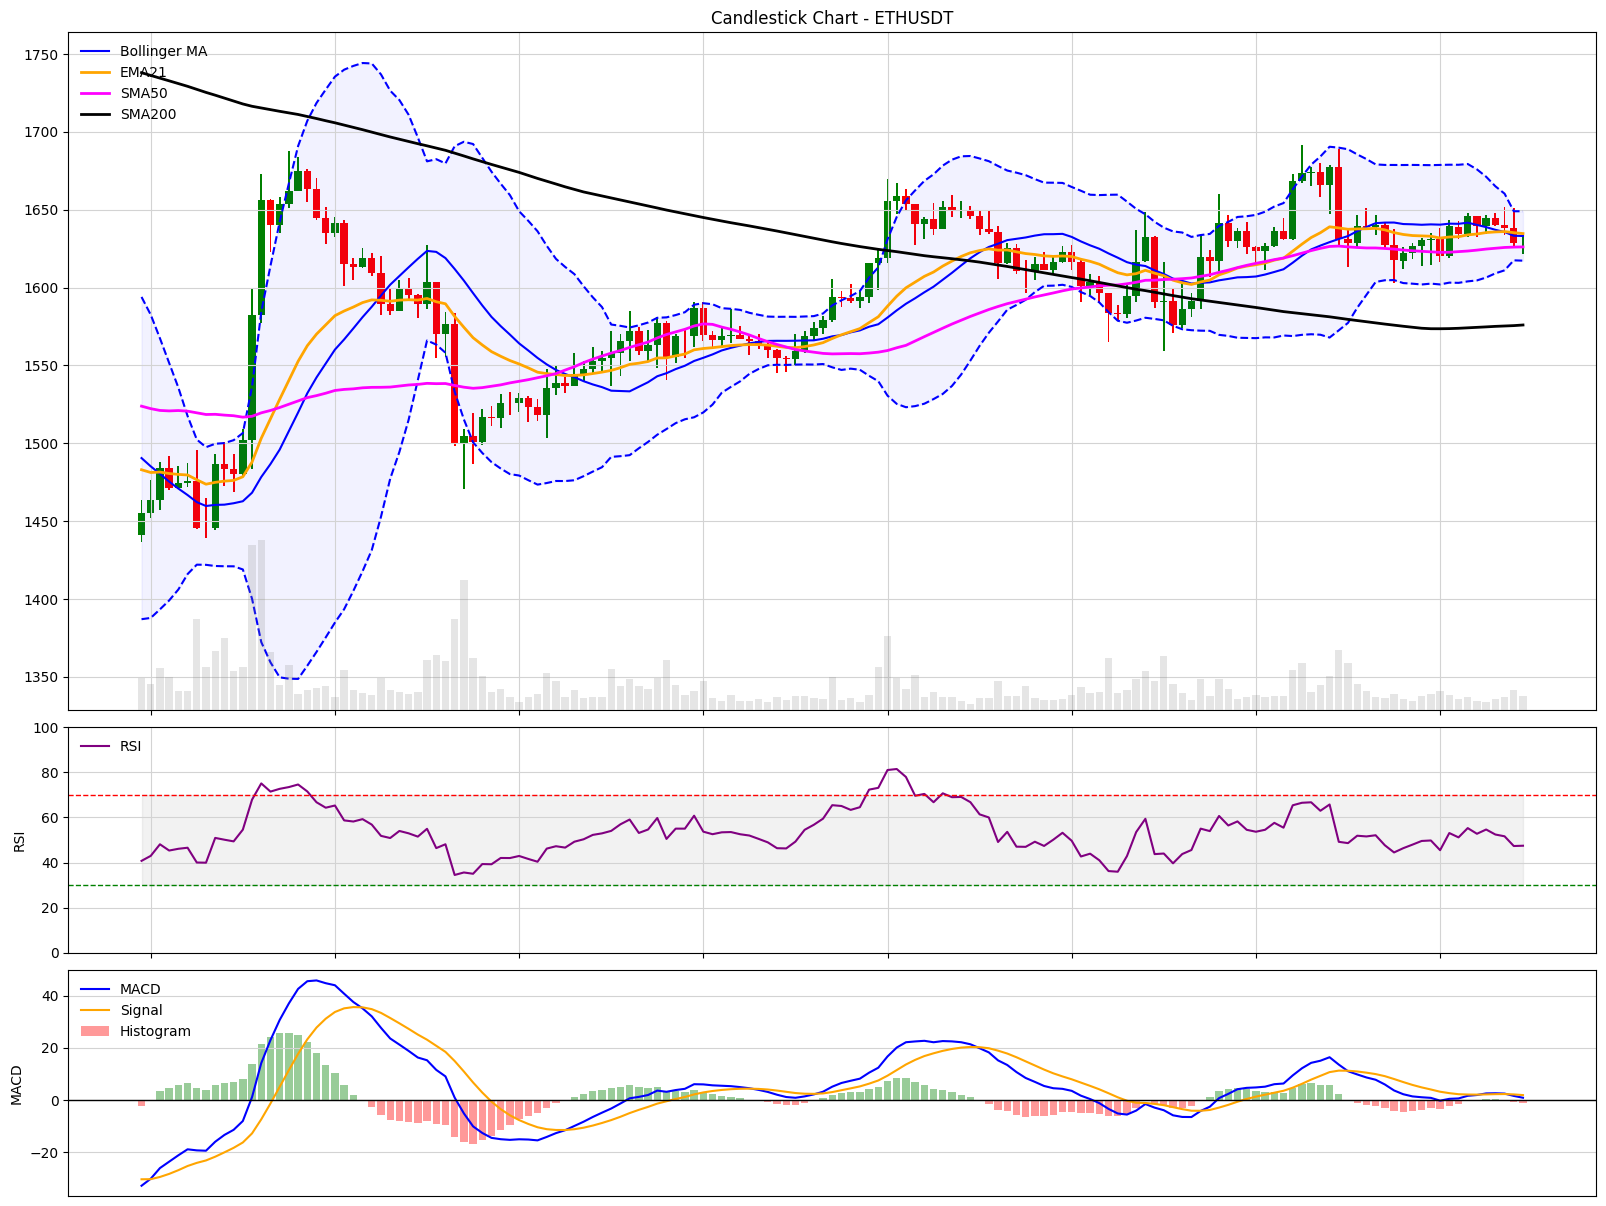 Candlestick Chart - ETHUSDT
Bollinger MA
EMA21
SMA50
SMA200
1750
1700
1650
1600
1550
1500
1450
1400
1350
RSI
100
80
60
40
20
0
RSI
MACD
Signal
Histogram
40
20
0
−20
MACD